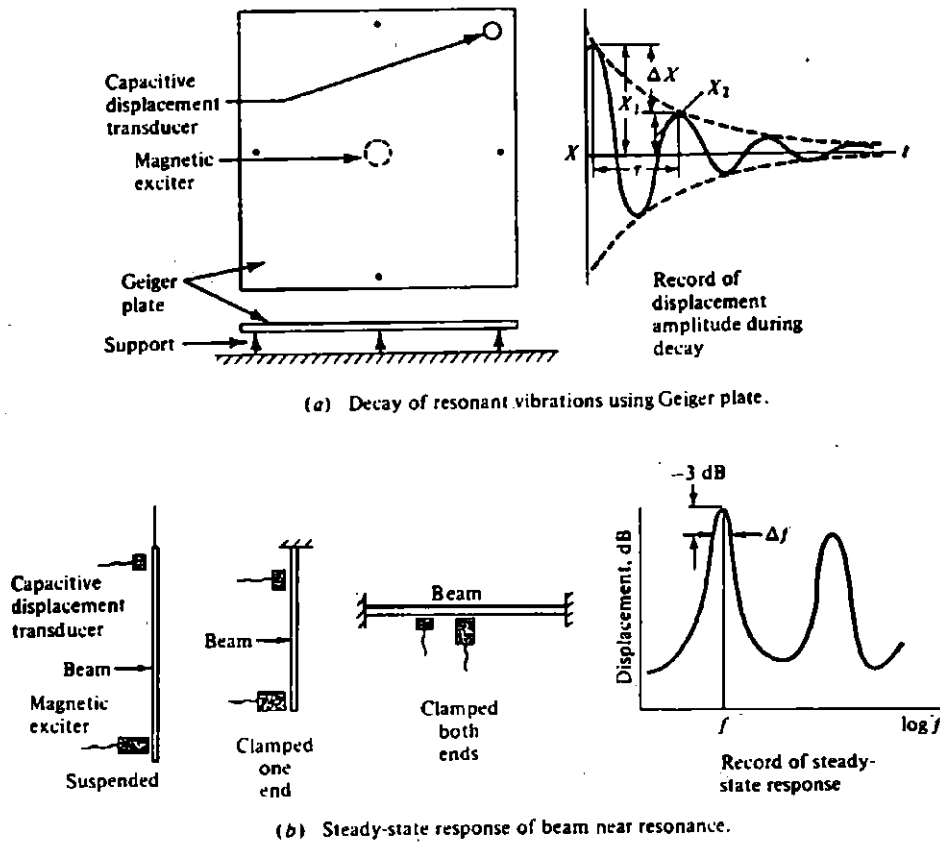 Capacitive
displacement
transducer
Magnetic
exciter
Geiger
plate
Support
ΔX
X₁
X₂
X
τ
t
Record of
displacement
amplitude during
decay
(a) Decay of resonant vibrations using Geiger plate.
Capacitive
displacement
transducer
Beam
Magnetic
exciter
Suspended
Beam
Clamped
one
end
Beam
Clamped
both
ends
−3 dB
Δf
Displacement, dB
f
log f
Record of steady-
state response
(b) Steady-state response of beam near resonance.